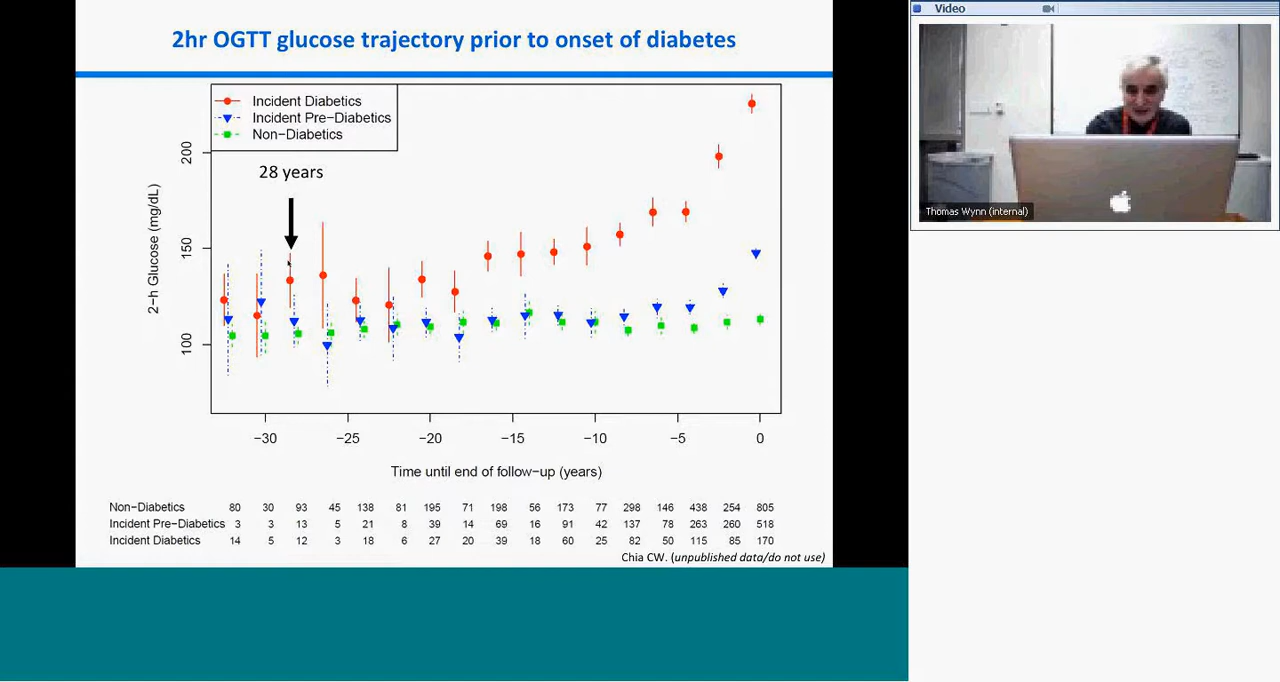 2hr OGTT glucose trajectory prior to onset of diabetes
Incident Diabetics
Incident Pre-Diabetics
Non-Diabetics
28 years
2-h Glucose (mg/dL)
200
150
100
-30 -25 -20 -15 -10 -5 0
Time until end of follow-up (years)
Non-Diabetics 80 30 93 45 138 81 195 71 198 56 173 77 298 146 438 254 805
Incident Pre-Diabetics 3 3 13 5 21 8 39 14 69 16 91 42 137 78 263 260 518
Incident Diabetics 14 5 12 3 18 6 27 20 39 18 60 25 82 50 115 85 170
Chia CW. (unpublished data/do not use)
Video
Thomas Wynn (internal)